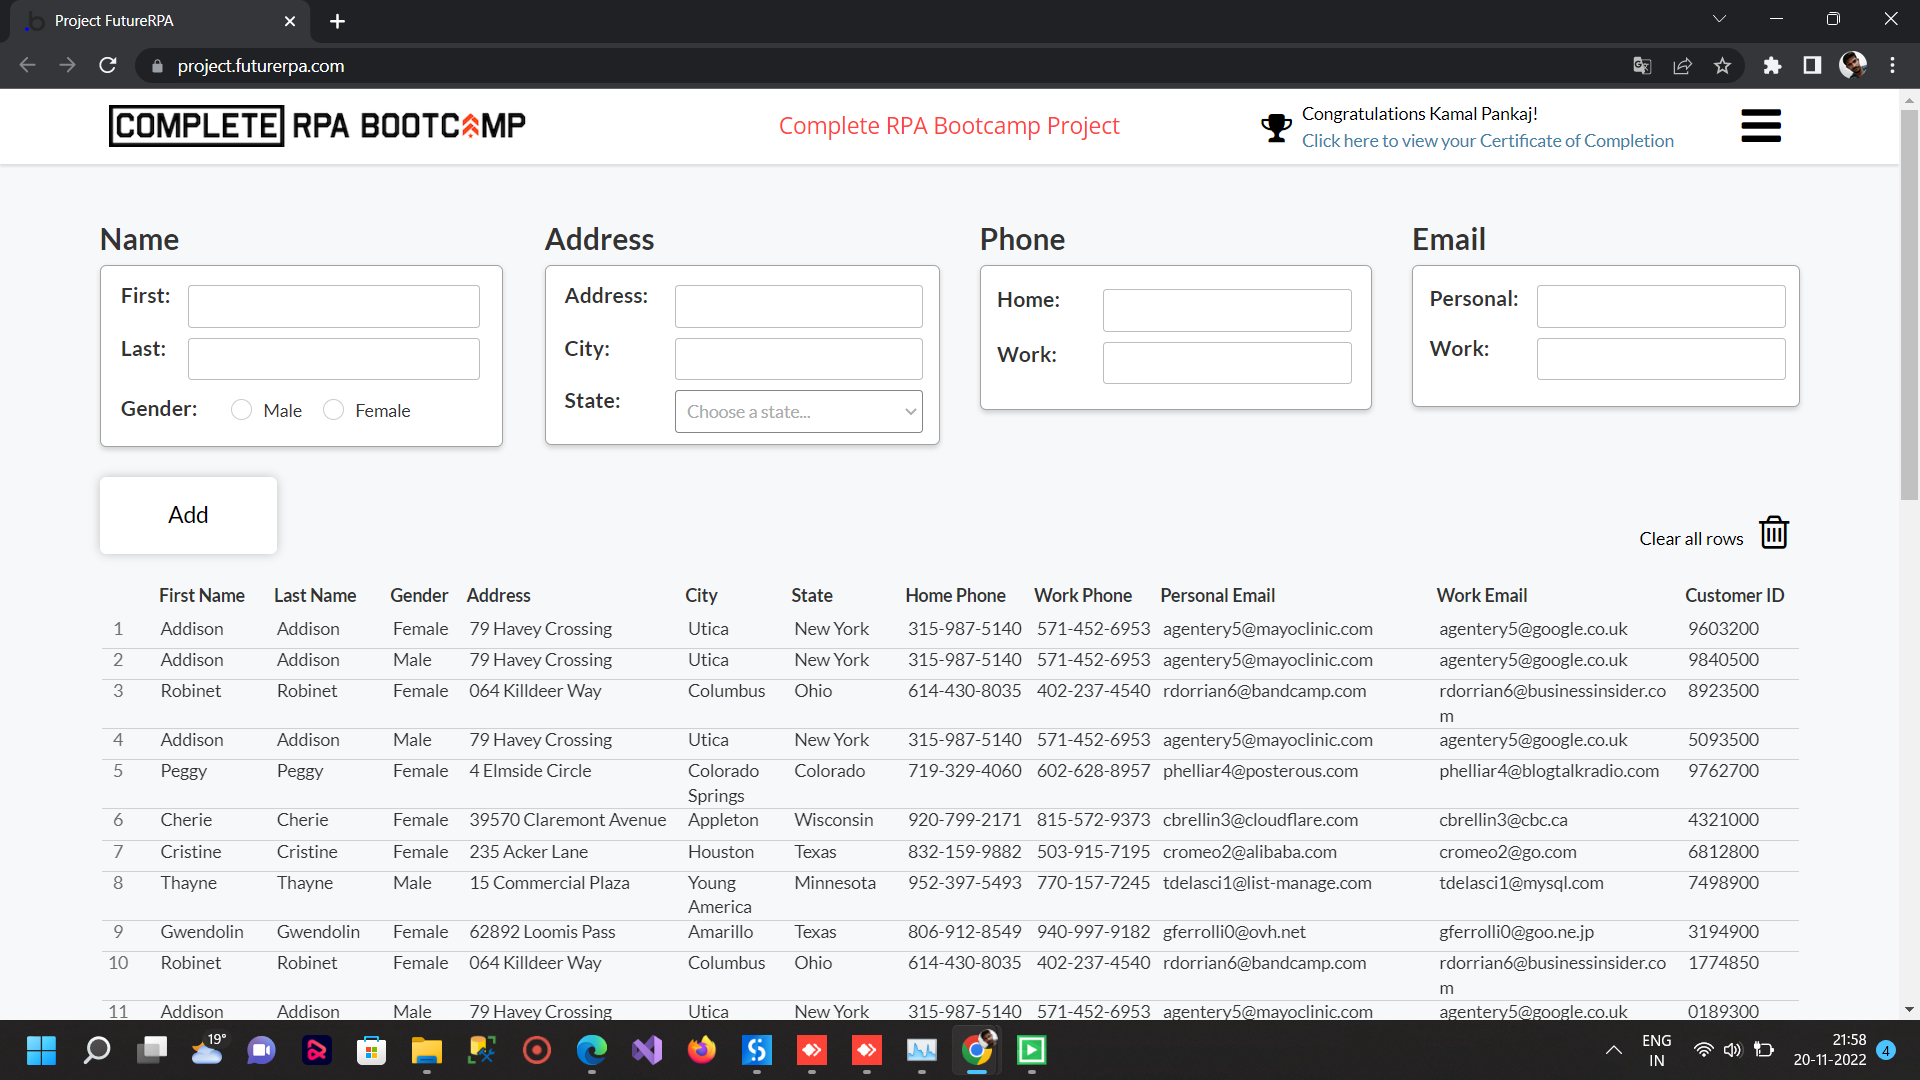 Project FutureRPA
project.futurerpa.com
COMPLETE RPA BOOTCAMP
Complete RPA Bootcamp Project
Congratulations Kamal Pankaj!
Click here to view your Certificate of Completion
Name Address Phone Email
First: Address: Home: Personal:
Last: City: Work: Work:
Gender: Male Female State: Choose a state...
Add
Clear all rows
First Name Last Name Gender Address City State Home Phone Work Phone Personal Email Work Email Customer ID
1 Addison Addison Female 79 Havey Crossing Utica New York 315-987-5140 571-452-6953 agentery5@mayoclinic.com agentery5@google.co.uk 9603200
2 Addison Addison Male 79 Havey Crossing Utica New York 315-987-5140 571-452-6953 agentery5@mayoclinic.com agentery5@google.co.uk 9840500
3 Robinet Robinet Female 064 Killdeer Way Columbus Ohio 614-430-8035 402-237-4540 rdorrian6@bandcamp.com rdorrian6@businessinsider.co
m 8923500
4 Addison Addison Male 79 Havey Crossing Utica New York 315-987-5140 571-452-6953 agentery5@mayoclinic.com agentery5@google.co.uk 5093500
5 Peggy Peggy Female 4 Elmside Circle Colorado
Springs Colorado 719-329-4060 602-628-8957 phelliar4@posterous.com phelliar4@blogtalkradio.com 9762700
6 Cherie Cherie Female 39570 Claremont Avenue Appleton Wisconsin 920-799-2171 815-572-9373 cbrellin3@cloudflare.com cbrellin3@cbc.ca 4321000
7 Cristine Cristine Female 235 Acker Lane Houston Texas 832-159-9882 503-915-7195 cromeo2@alibaba.com cromeo2@go.com 6812800
8 Thayne Thayne Male 15 Commercial Plaza Young
America Minnesota 952-397-5493 770-157-7245 tdelasci1@list-manage.com tdelasci1@mysql.com 7498900
9 Gwendolin Gwendolin Female 62892 Loomis Pass Amarillo Texas 806-912-8549 940-997-9182 gferrolli0@ovh.net gferrolli0@goo.ne.jp 3194900
10 Robinet Robinet Female 064 Killdeer Way Columbus Ohio 614-430-8035 402-237-4540 rdorrian6@bandcamp.com rdorrian6@businessinsider.co
m 1774850
11 Addison Addison Male 79 Havey Crossing Utica New York 315-987-5140 571-452-6953 agentery5@mayoclinic.com agentery5@google.co.uk 0189300
19°
ENG
IN
21:58
20-11-2022
4